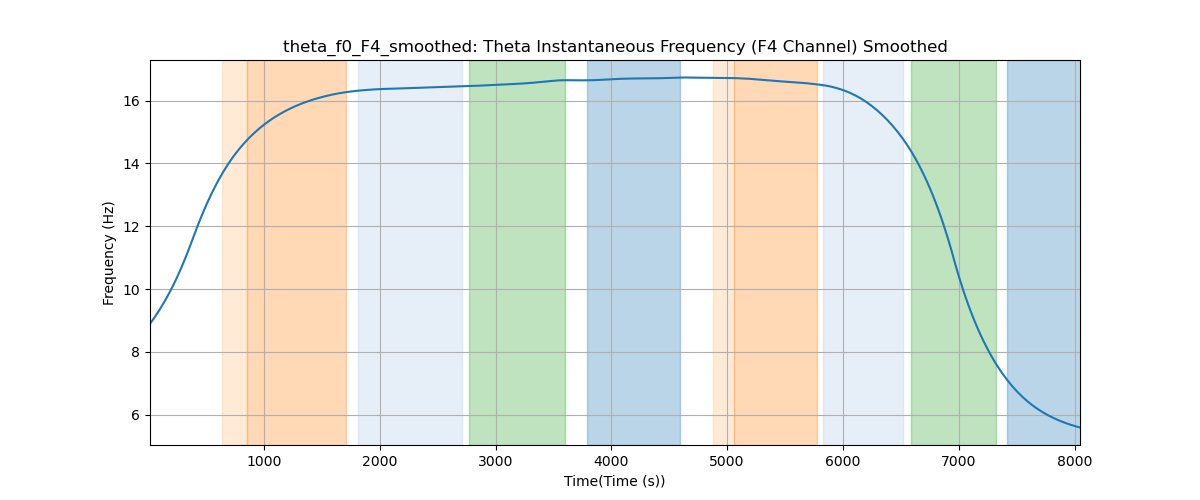 theta_f0_F4_smoothed: Theta Instantaneous Frequency (F4 Channel) Smoothed
Frequency (Hz)
16
14
12
10
8
6
1000 2000 3000 4000 5000 6000 7000 8000
Time(Time (s))